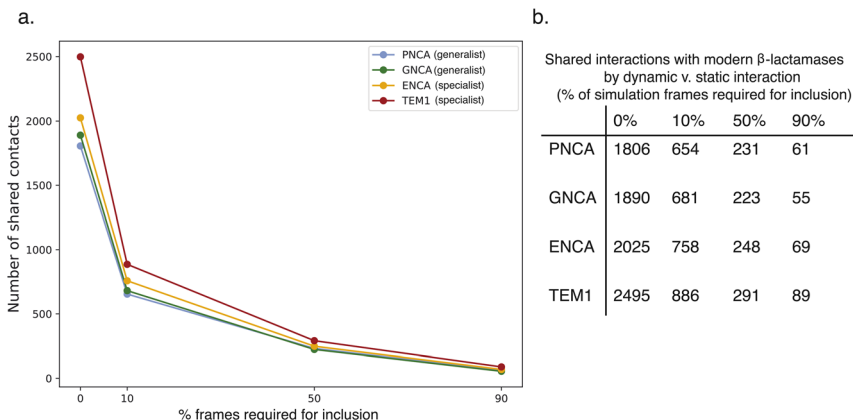 a.
2500
2000
1500
1000
500
0
Number of shared contacts
0 10 50 90
% frames required for inclusion
PNCA (generalist)
GNCA (generalist)
ENCA (specialist)
TEM1 (specialist)
b.
Shared interactions with modern β-lactamases
by dynamic v. static interaction
(% of simulation frames required for inclusion)
0% 10% 50% 90%
PNCA 1806 654 231 61
GNCA 1890 681 223 55
ENCA 2025 758 248 69
TEM1 2495 886 291 89